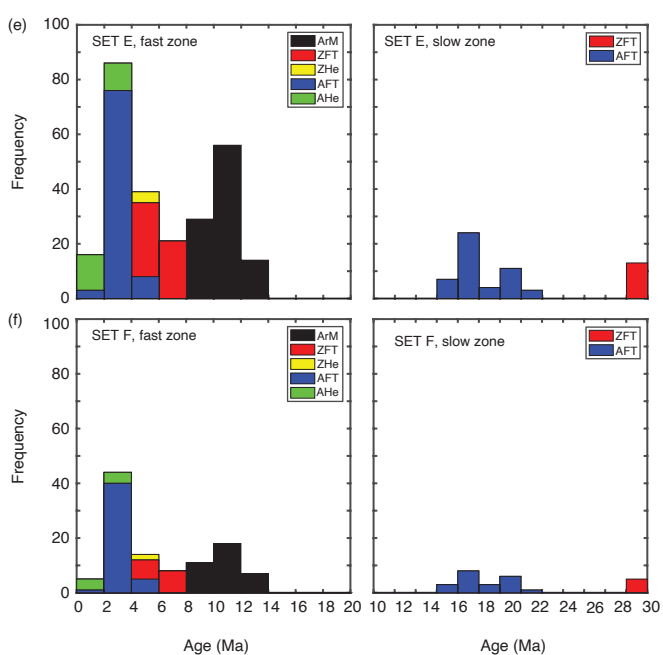 (e)
SET E, fast zone
ArM
ZFT
ZHe
AFT
AHe
100
80
60
40
20
0
Frequency
SET E, slow zone
ZFT
AFT
(f)
SET F, fast zone
ArM
ZFT
ZHe
AFT
AHe
100
80
60
40
20
0
Frequency
0 2 4 6 8 10 12 14 16 18 20
Age (Ma)
SET F, slow zone
ZFT
AFT
10 12 14 16 18 20 22 24 26 28 30
Age (Ma)